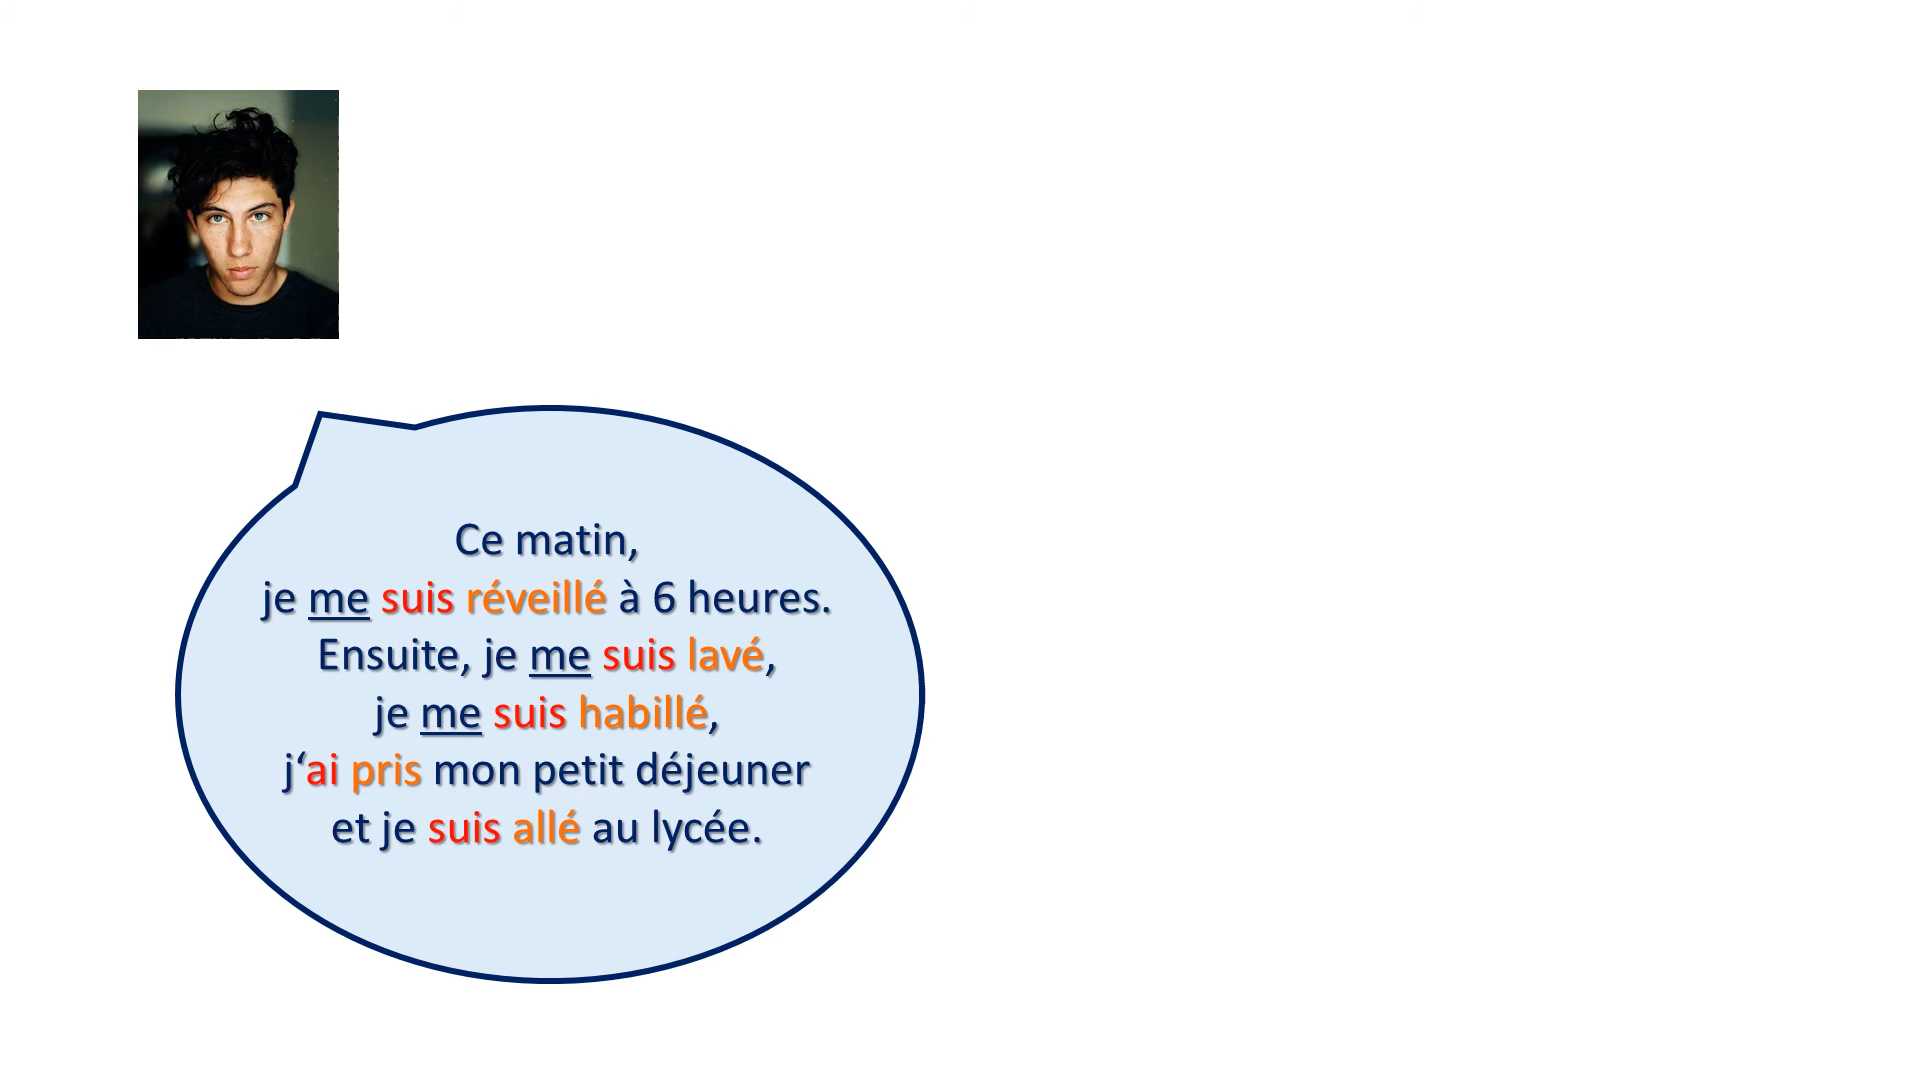 Ce matin,
je me suis réveillé à 6 heures.
Ensuite, je me suis lavé,
je me suis habillé,
j‘ai pris mon petit déjeuner
et je suis allé au lycée.